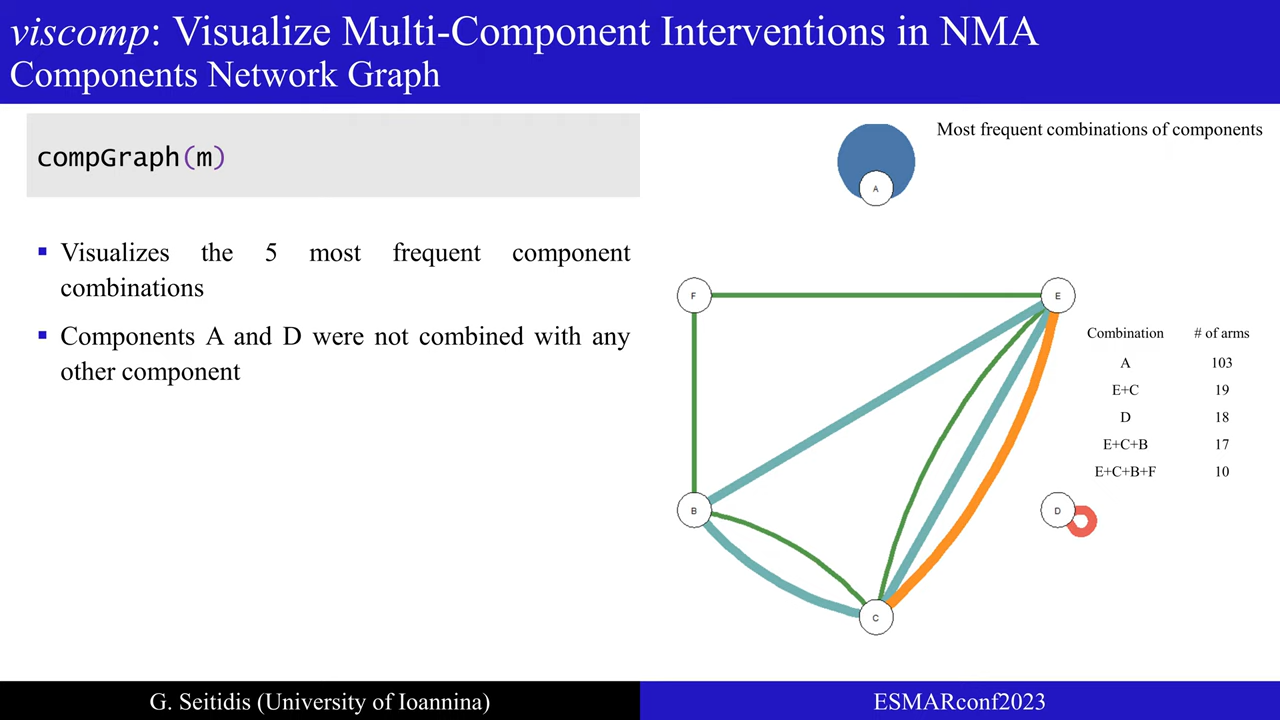 viscomp: Visualize Multi-Component Interventions in NMA
Components Network Graph
compGraph(m)
Visualizes the 5 most frequent component
combinations
Components A and D were not combined with any
other component
Most frequent combinations of components
A
F
E
B
D
C
Combination # of arms
A 103
E+C 19
D 18
E+C+B 17
E+C+B+F 10
G. Seitidis (University of Ioannina)
ESMARconf2023